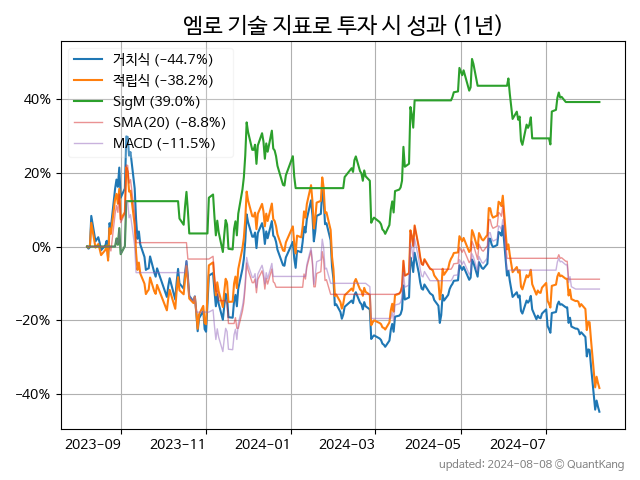 엠로 기술 지표로 투자 시 성과 (1년)
거치식 (−44.7%)
적립식 (−38.2%)
SigM (39.0%)
SMA(20) (−8.8%)
MACD (−11.5%)
40%
20%
0%
−20%
−40%
2023-09
2023-11
2024-01
2024-03
2024-05
2024-07
updated: 2024-08-08 © QuantKang